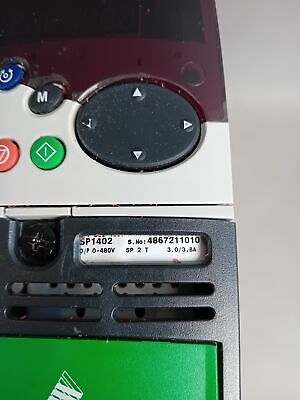 M
SP1402 S.No: 4867211010
O/P 0-480V SP 2 T 3.0/3.8A